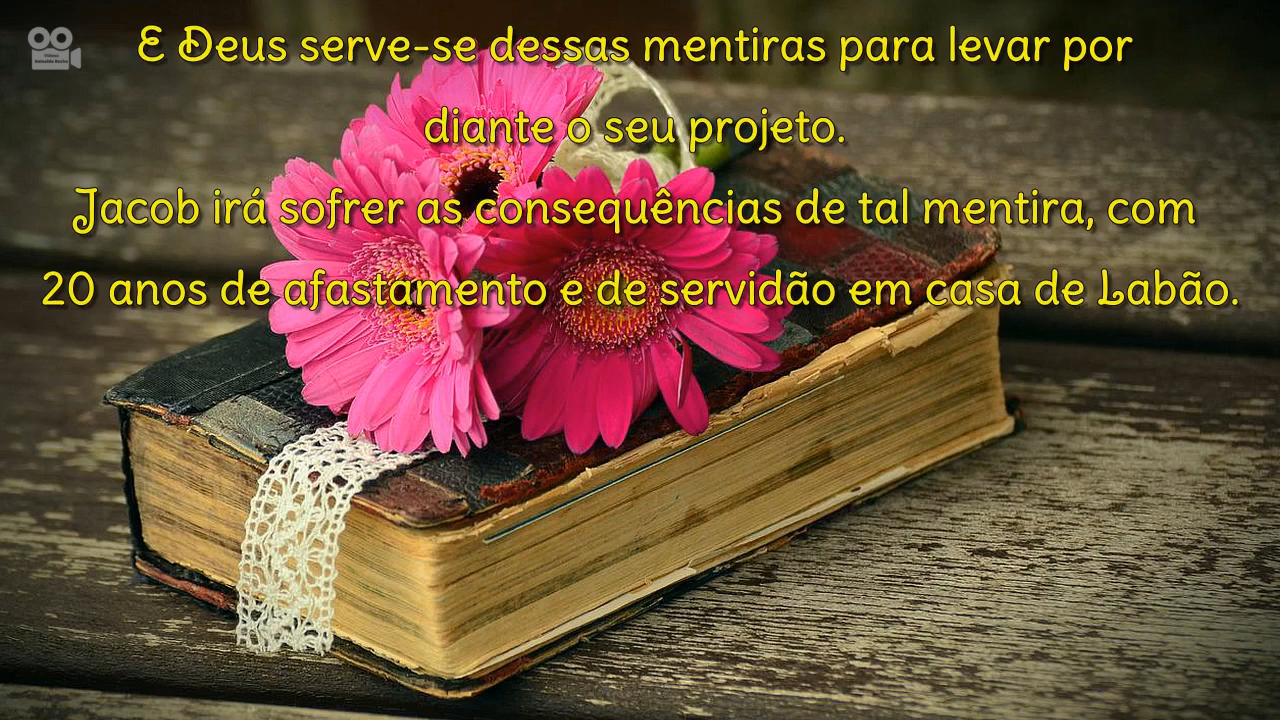 E Deus serve-se dessas mentiras para levar por
diante o seu projeto.
Jacob irá sofrer as consequências de tal mentira, com
20 anos de afastamento e de servidão em casa de Labão.